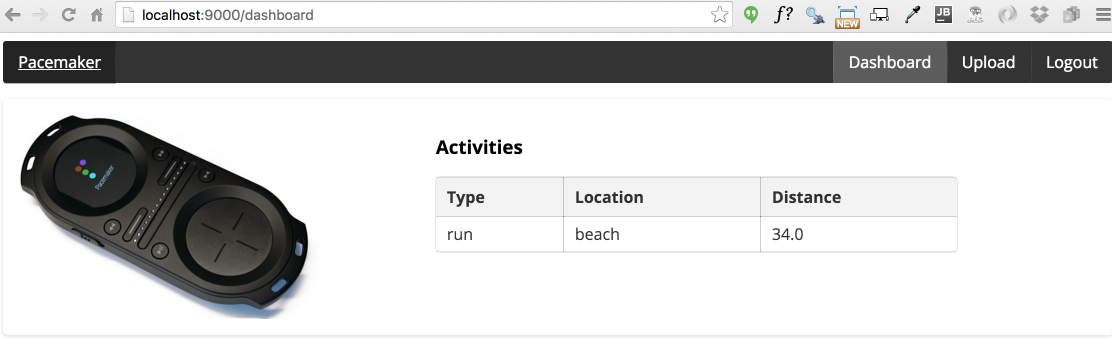 localhost:9000/dashboard
f?
NEW
JB
Pacemaker
Dashboard Upload Logout
Pacemaker
Activities
Type Location Distance
run beach 34.0